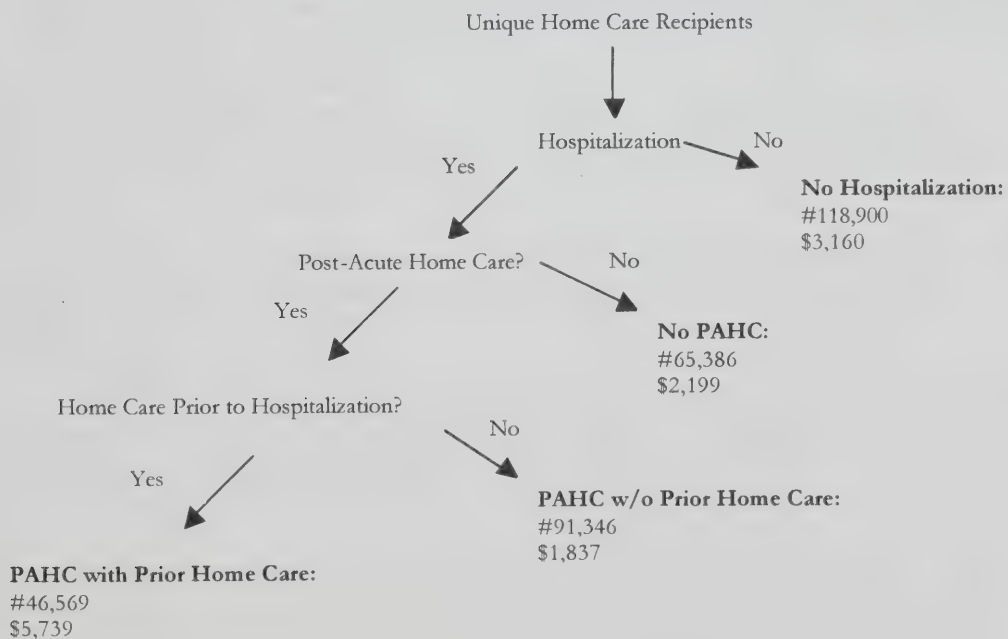 Unique Home Care Recipients
Hospitalization
No
Yes
No Hospitalization:
#118,900
$3,160
Post-Acute Home Care?
No
Yes
No PAHC:
#65,386
$2,199
Home Care Prior to Hospitalization?
No
Yes
PAHC w/o Prior Home Care:
#91,346
$1,837
PAHC with Prior Home Care:
#46,569
$5,739